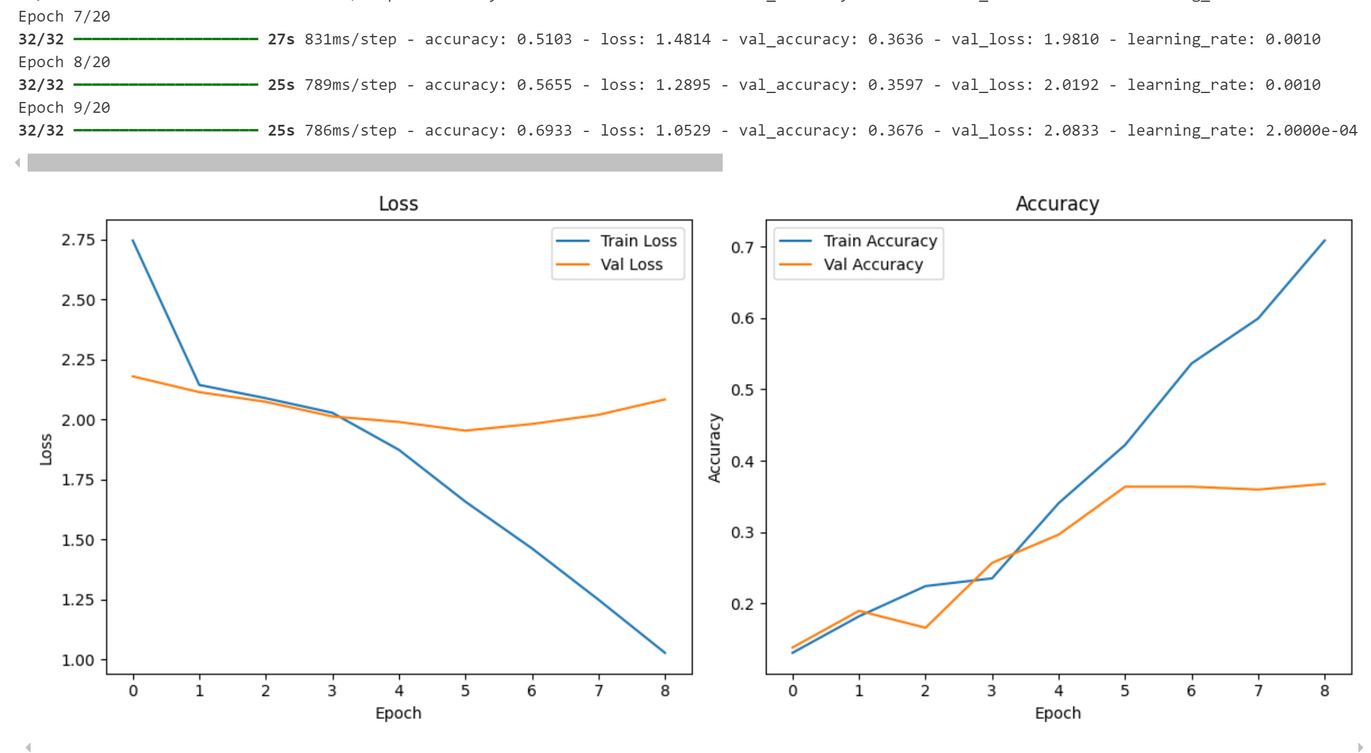 Epoch 7/20
32/32 ━━━━━━━━━━━━━━━━━━━━ 27s 831ms/step - accuracy: 0.5103 - loss: 1.4814 - val_accuracy: 0.3636 - val_loss: 1.9810 - learning_rate: 0.0010
Epoch 8/20
32/32 ━━━━━━━━━━━━━━━━━━━━ 25s 789ms/step - accuracy: 0.5655 - loss: 1.2895 - val_accuracy: 0.3597 - val_loss: 2.0192 - learning_rate: 0.0010
Epoch 9/20
32/32 ━━━━━━━━━━━━━━━━━━━━ 25s 786ms/step - accuracy: 0.6933 - loss: 1.0529 - val_accuracy: 0.3676 - val_loss: 2.0833 - learning_rate: 2.0000e-04
Loss
Train Loss
Val Loss
2.75
2.50
2.25
2.00
1.75
1.50
1.25
1.00
Loss
0 1 2 3 4 5 6 7 8
Epoch
Accuracy
Train Accuracy
Val Accuracy
0.7
0.6
0.5
0.4
0.3
0.2
Accuracy
0 1 2 3 4 5 6 7 8
Epoch